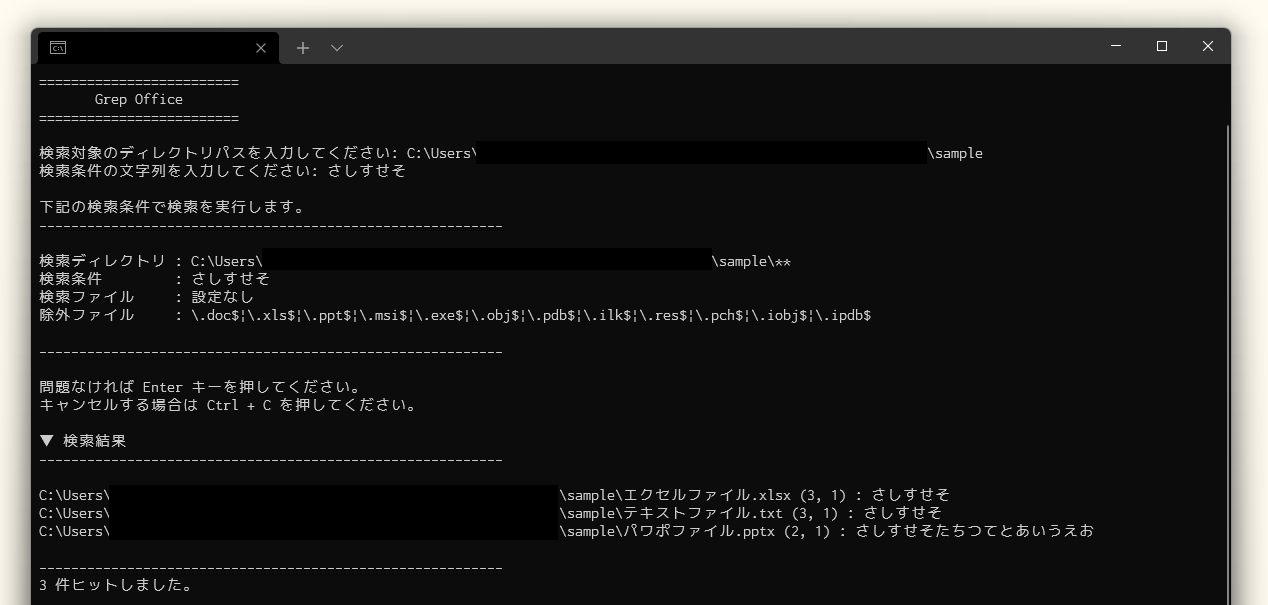 =========================
Grep Office
=========================
検索対象のディレクトリパスを入力してください: C:\Users\ \sample
検索条件の文字列を入力してください: さしすせそ
下記の検索条件で検索を実行します。
----------------------------------------------------------
検索ディレクトリ : C:\Users\ \sample\**
検索条件 : さしすせそ
検索ファイル : 設定なし
除外ファイル : \.doc$¦\.xls$¦\.ppt$¦\.msi$¦\.exe$¦\.obj$¦\.pdb$¦\.ilk$¦\.res$¦\.pch$¦\.iobj$¦\.ipdb$
----------------------------------------------------------
問題なければ Enter キーを押してください。
キャンセルする場合は Ctrl + C を押してください。
▼ 検索結果
----------------------------------------------------------
C:\Users\ \sample\エクセルファイル.xlsx (3, 1) : さしすせそ
C:\Users\ \sample\テキストファイル.txt (3, 1) : さしすせそ
C:\Users\ \sample\パワポファイル.pptx (2, 1) : さしすせそたちつてとあいうえお
----------------------------------------------------------
3 件ヒットしました。